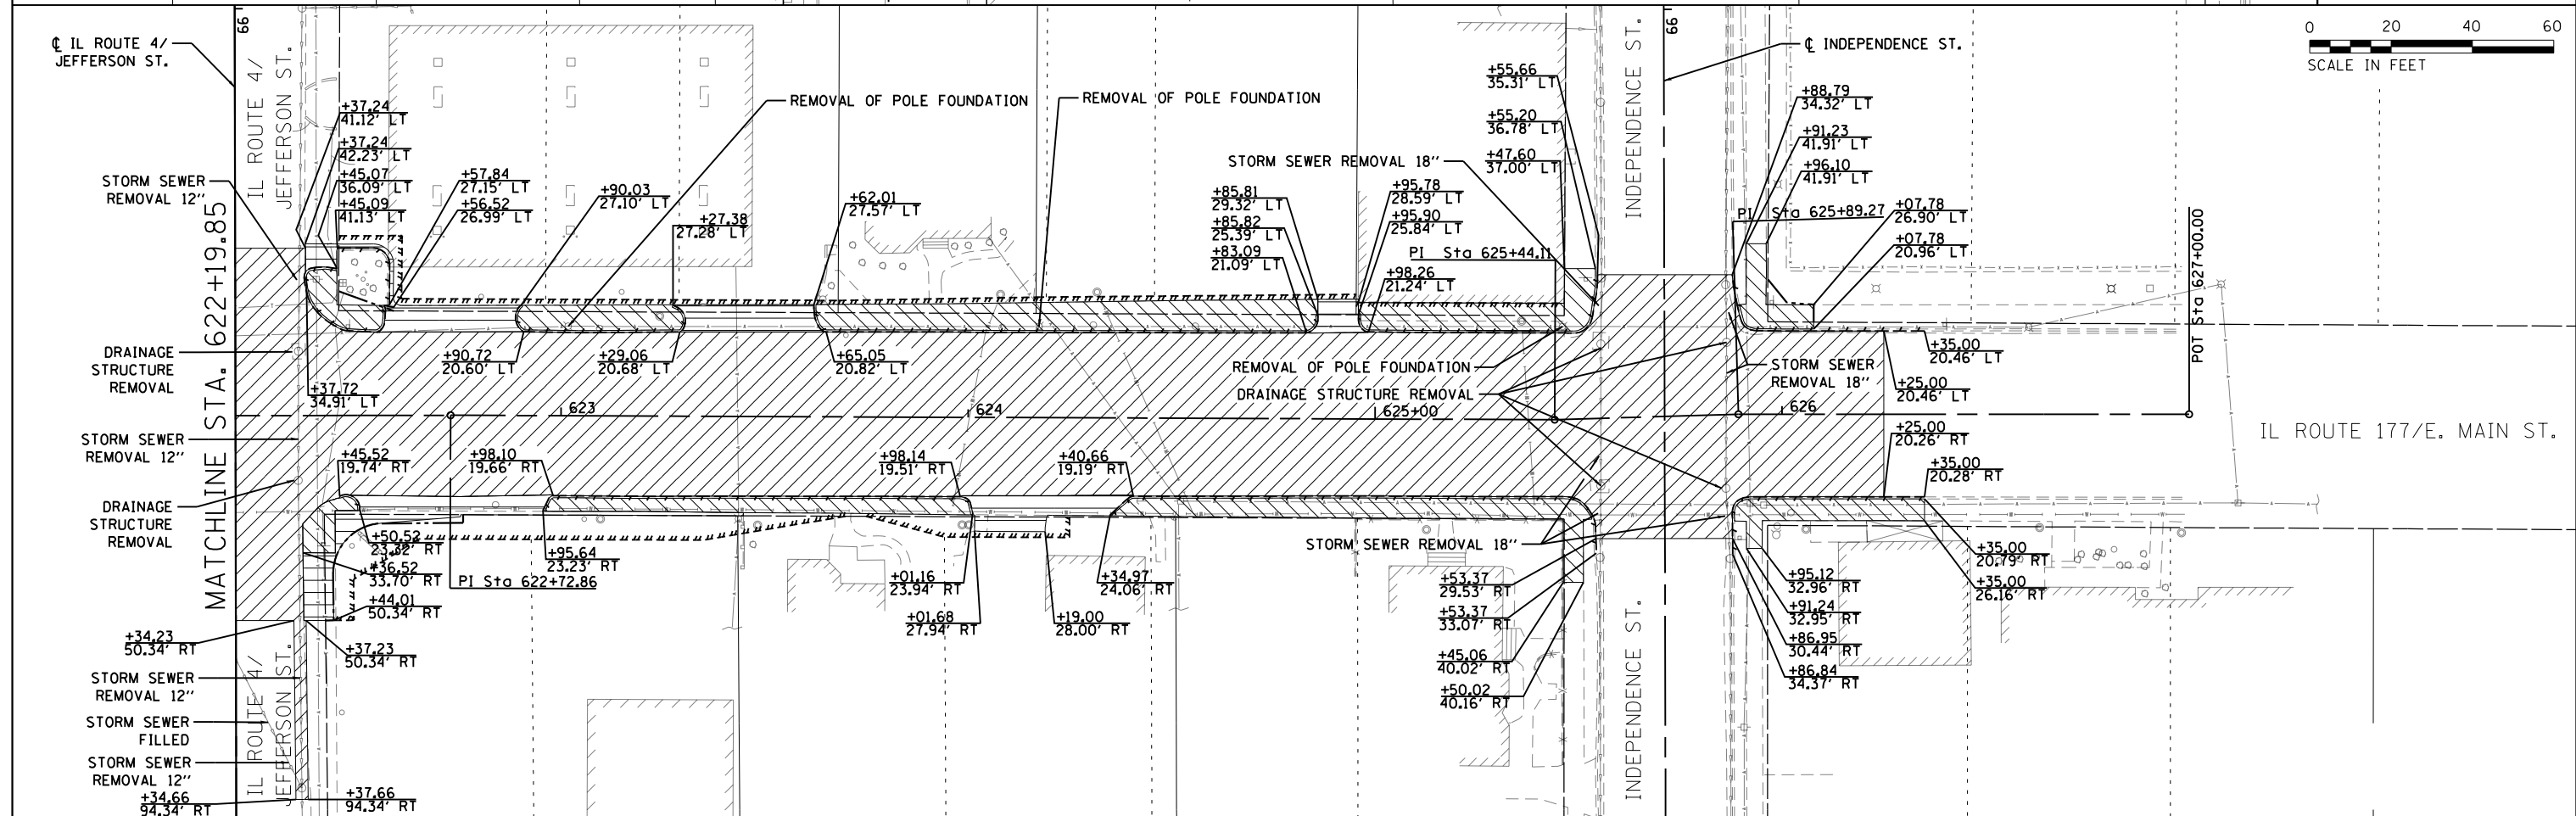 ℄ IL ROUTE 4/
JEFFERSON ST.
66
IL ROUTE 4/
JEFFERSON ST.
+37.24
41.12' LT
+37.24
42.23' LT
+45.07
36.09' LT
+45.09
41.13' LT
STORM SEWER
REMOVAL 12"
+57.84
27.15' LT
+56.52
26.99' LT
+90.03
27.10' LT
+27.38
27.28' LT
REMOVAL OF POLE FOUNDATION
REMOVAL OF POLE FOUNDATION
+62.01
27.57' LT
STORM SEWER REMOVAL 18"
+85.81
29.32' LT
+85.82
25.39' LT
+83.09
21.09' LT
+95.78
28.59' LT
+95.90
25.84' LT
PI Sta 625+44.11
+98.26
21.24' LT
+55.66
35.31' LT
+55.20
36.78' LT
+47.60
37.00' LT
INDEPENDENCE ST.
66
℄ INDEPENDENCE ST.
+88.79
34.32' LT
+91.23
41.91' LT
+96.10
41.91' LT
PI Sta 625+89.27
+07.78
26.90' LT
+07.78
20.96' LT
0 20 40 60
SCALE IN FEET
POT Sta 627+00.00
MATCHLINE STA. 622+19.85
DRAINAGE
STRUCTURE
REMOVAL
+37.72
34.91' LT
+90.72
20.60' LT
+29.06
20.68' LT
+65.05
20.82' LT
REMOVAL OF POLE FOUNDATION
DRAINAGE STRUCTURE REMOVAL
STORM SEWER
REMOVAL 18"
+35.00
20.46' LT
+25.00
20.46' LT
623
624
625+00
626
IL ROUTE 177/E. MAIN ST.
STORM SEWER
REMOVAL 12"
+45.52
19.74' RT
+98.10
19.66' RT
+98.14
19.51' RT
+40.66
19.19' RT
+25.00
20.26' RT
+35.00
20.28' RT
DRAINAGE
STRUCTURE
REMOVAL
+50.52
23.32' RT
+36.52
33.70' RT
+44.01
50.34' RT
+95.64
23.23' RT
PI Sta 622+72.86
+01.16
23.94' RT
+01.68
27.94' RT
+19.00
28.00' RT
+34.97
24.06' RT
STORM SEWER REMOVAL 18"
+53.37
29.53' RT
+53.37
33.07' RT
+45.06
40.02' RT
+50.02
40.16' RT
INDEPENDENCE ST.
+95.12
32.96' RT
+91.24
32.95' RT
+86.95
30.44' RT
+86.84
34.37' RT
+35.00
20.79' RT
+35.00
26.16' RT
+34.23
50.34' RT
+37.23
50.34' RT
STORM SEWER
REMOVAL 12"
STORM SEWER
FILLED
STORM SEWER
REMOVAL 12"
+34.66
94.34' RT
+37.66
94.34' RT
IL ROUTE 4/
JEFFERSON ST.